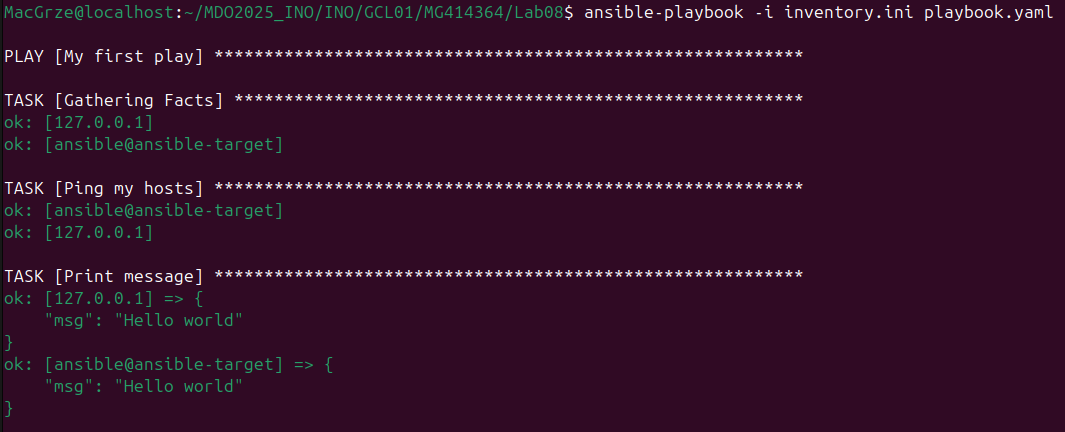 MacGrze@localhost:~/MDO2025_INO/INO/GCL01/MG414364/Lab08$ ansible-playbook -i inventory.ini playbook.yaml

PLAY [My first play] ***********************************************************

TASK [Gathering Facts] *********************************************************
ok: [127.0.0.1]
ok: [ansible@ansible-target]

TASK [Ping my hosts] ***********************************************************
ok: [ansible@ansible-target]
ok: [127.0.0.1]

TASK [Print message] ***********************************************************
ok: [127.0.0.1] => {
    "msg": "Hello world"
}
ok: [ansible@ansible-target] => {
    "msg": "Hello world"
}